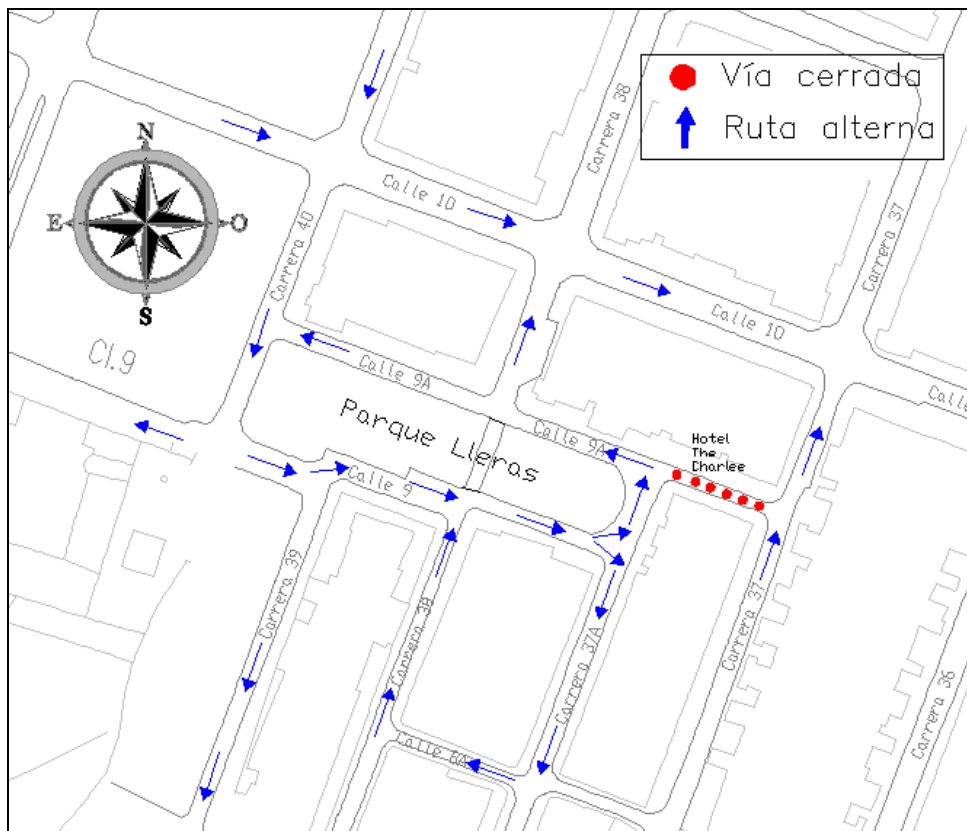 Vía cerrada
Ruta alterna
Carrera 38
Carrera 37
N
E
O
S
Calle 10
Carrera 40
Calle 10
Cl.9
Calle 9A
Parque Lleras
Calle 9A
Hotel
The
Charlee
Calle 9
Carrera 39
Carrera 38
Carrera 37A
Carrera 37
Carrera 36
Calle 8A